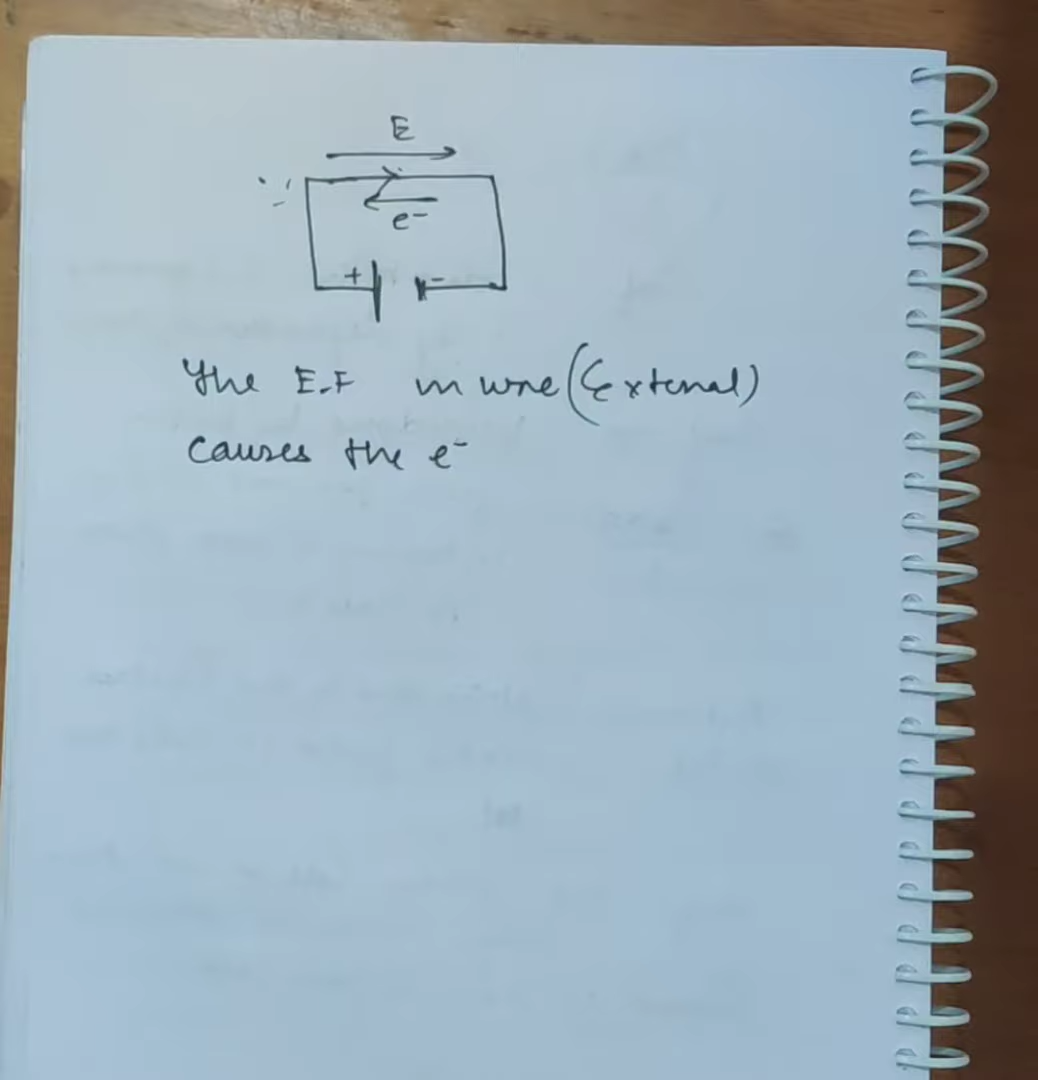 E
e-
+ -
The E.F in wire (External)
causes the e-